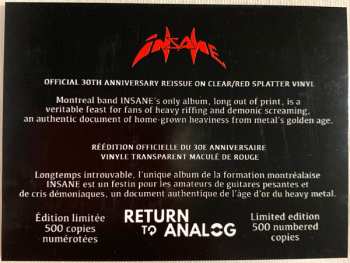 INSANE
OFFICIAL 30TH ANNIVERSARY REISSUE ON CLEAR/RED SPLATTER VINYL
Montreal band INSANE's only album, long out of print, is a
veritable feast for fans of heavy riffing and demonic screaming,
an authentic document of home-grown heaviness from metal's golden age.
RÉÉDITION OFFICIELLE DU 30E ANNIVERSAIRE
VINYLE TRANSPARENT MACULÉ DE ROUGE
Longtemps introuvable, l'unique album de la formation montréalaise
INSANE est un festin pour les amateurs de guitares pesantes et
de cris démoniaques, un document authentique de l'âge d'or du heavy metal.
Édition limitée
500 copies
numérotées
RETURN
TO ANALOG
Limited edition
500 numbered
copies